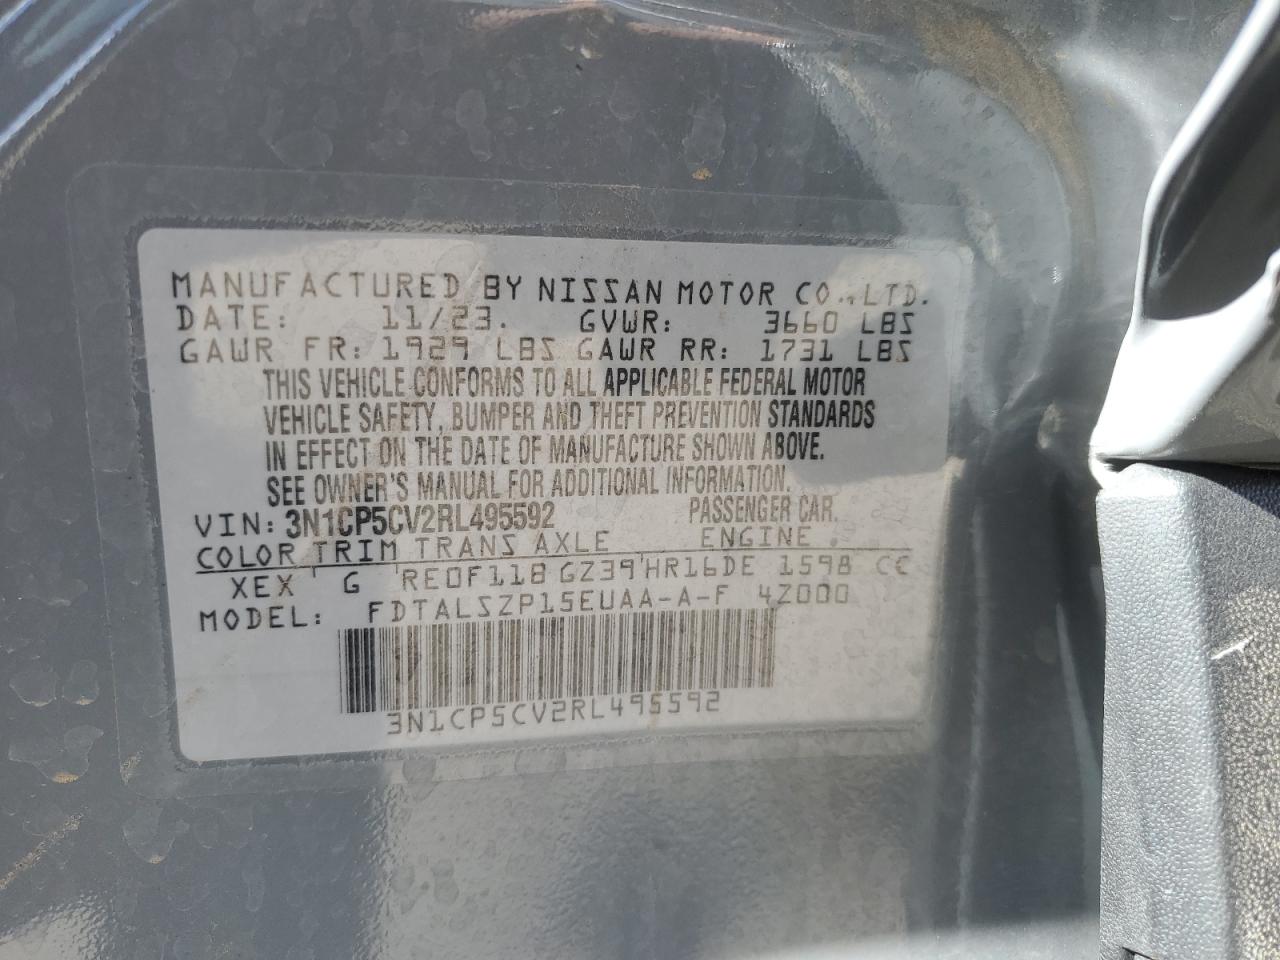 MANUFACTURED BY NISSAN MOTOR CO., LTD.
DATE: 11/23. GVWR: 3660 LBS
GAWR FR: 1929 LBS GAWR RR: 1731 LBS
THIS VEHICLE CONFORMS TO ALL APPLICABLE FEDERAL MOTOR
VEHICLE SAFETY, BUMPER AND THEFT PREVENTION STANDARDS
IN EFFECT ON THE DATE OF MANUFACTURE SHOWN ABOVE.
SEE OWNER'S MANUAL FOR ADDITIONAL INFORMATION.
VIN: 3N1CP5CV2RL495592 PASSENGER CAR.
COLOR TRIM TRANS AXLE ENGINE
XEX G RE0F11B GZ39 HR16DE 1598 CC
MODEL: FDTALSZP15EUAA-A-F 4Z000
3N1CP5CV2RL495592